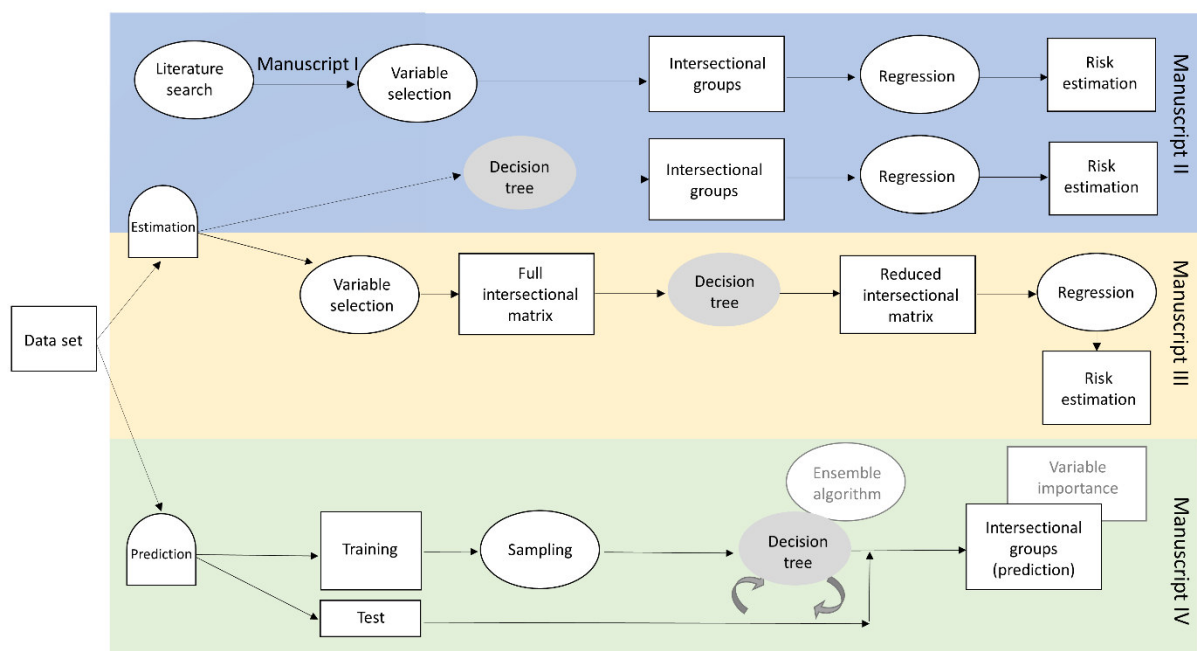 Literature
search
Manuscript I
Variable
selection
Intersectional
groups
Regression
Risk
estimation
Manuscript II
Decision
tree
Intersectional
groups
Regression
Risk
estimation
Estimation
Variable
selection
Full
intersectional
matrix
Decision
tree
Reduced
intersectional
matrix
Regression
Manuscript III
Data set
Risk
estimation
Ensemble
algorithm
Variable
importance
Manuscript IV
Prediction
Training
Sampling
Decision
tree
Intersectional
groups
(prediction)
Test